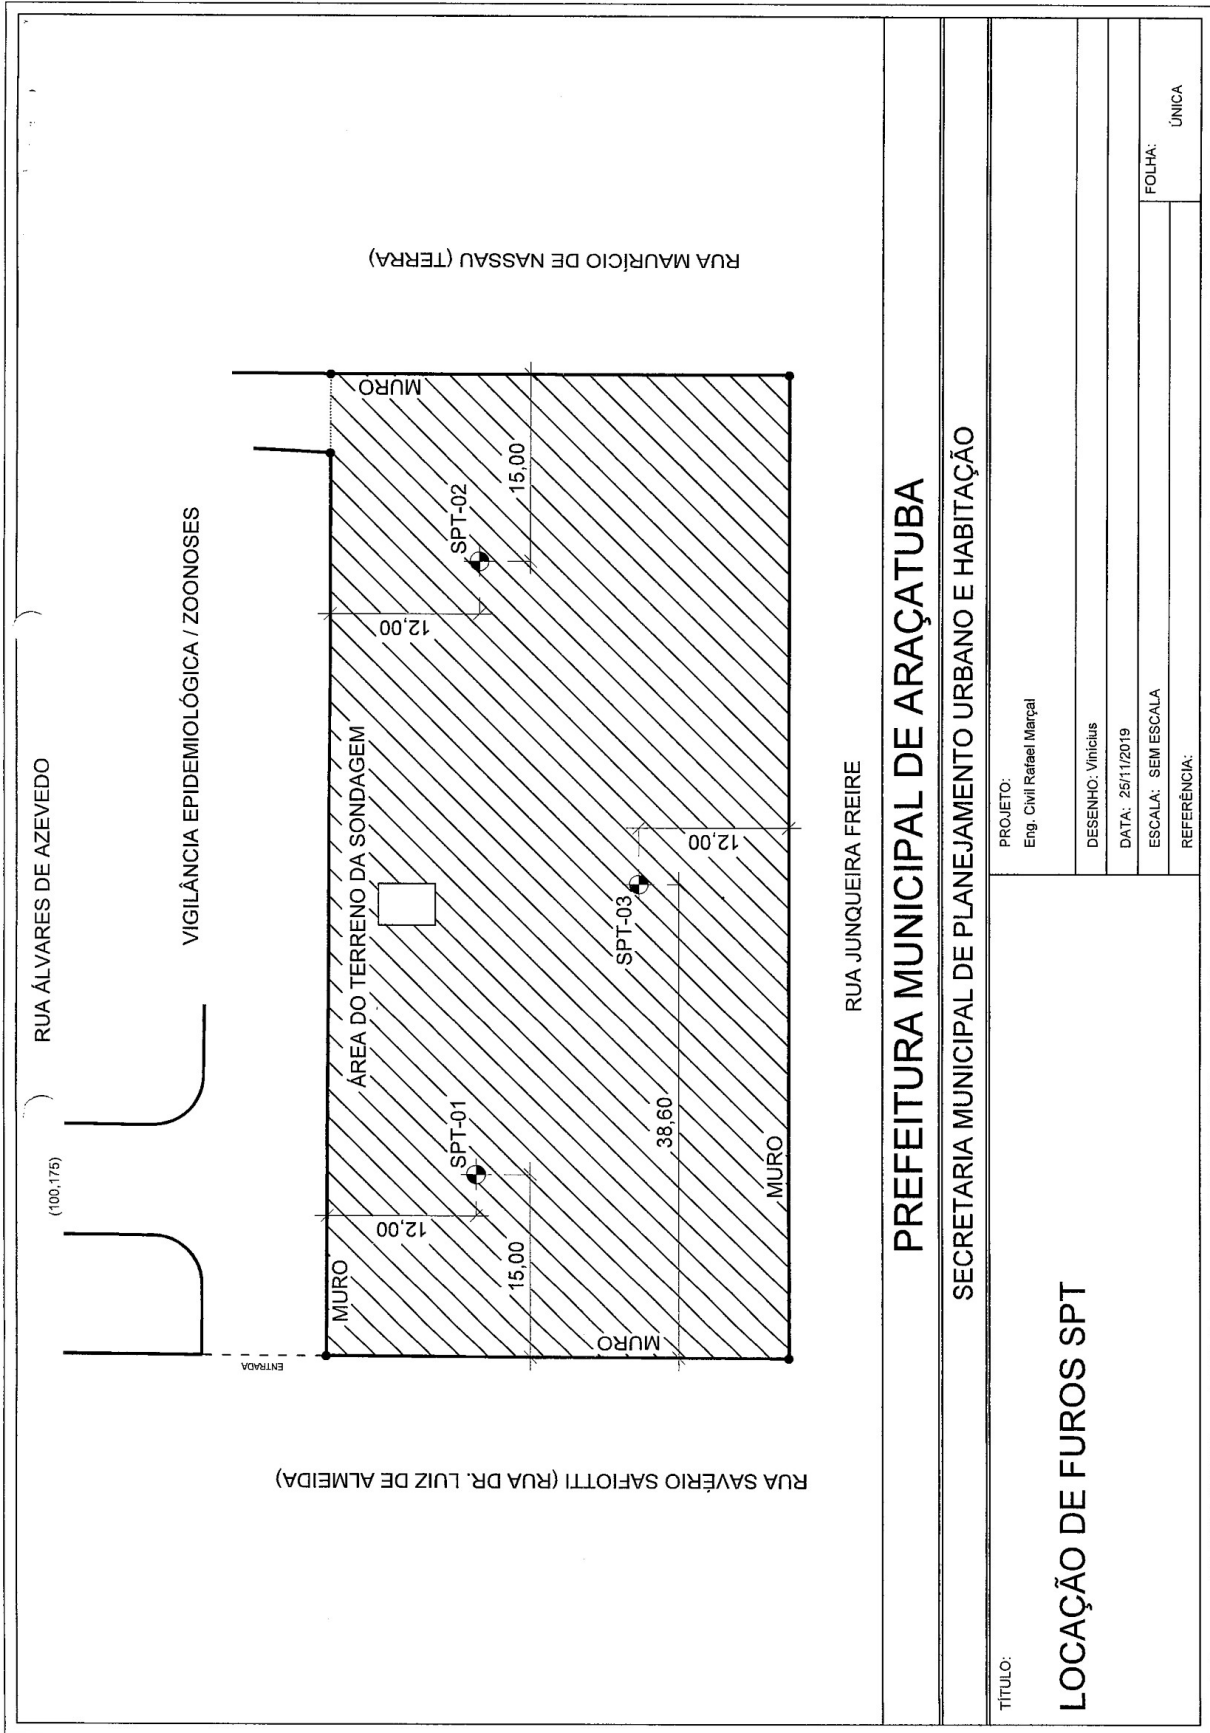 RUA ÁLVARES DE AZEVEDO
(100,175)
VIGILÂNCIA EPIDEMIOLÓGICA / ZOONOSES
ENTRADA
MURO
ÁREA DO TERRENO DA SONDAGEM
MURO
12,00
SPT-01
15,00
12,00
SPT-02
15,00
SPT-03
12,00
38,60
MURO
MURO
RUA SAVÉRIO SAFIOTTI (RUA DR. LUIZ DE ALMEIDA)
RUA MAURÍCIO DE NASSAU (TERRA)
RUA JUNQUEIRA FREIRE
PREFEITURA MUNICIPAL DE ARAÇATUBA
SECRETARIA MUNICIPAL DE PLANEJAMENTO URBANO E HABITAÇÃO
TÍTULO:
LOCAÇÃO DE FUROS SPT
PROJETO:
Eng. Civil Rafael Marçal
DESENHO: Vinicius
DATA: 25/11/2019
ESCALA: SEM ESCALA
REFERÊNCIA:
FOLHA:
ÚNICA